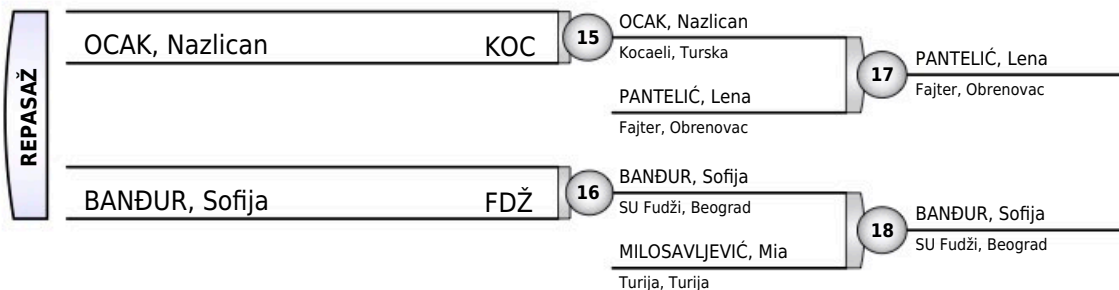 REPASAŽ
OCAK, Nazlican KOC
15
OCAK, Nazlican
Kocaeli, Turska
PANTELIĆ, Lena
Fajter, Obrenovac
17
PANTELIĆ, Lena
Fajter, Obrenovac
BANĐUR, Sofija FDŽ
16
BANĐUR, Sofija
SU Fudži, Beograd
MILOSAVLJEVIĆ, Mia
Turija, Turija
18
BANĐUR, Sofija
SU Fudži, Beograd